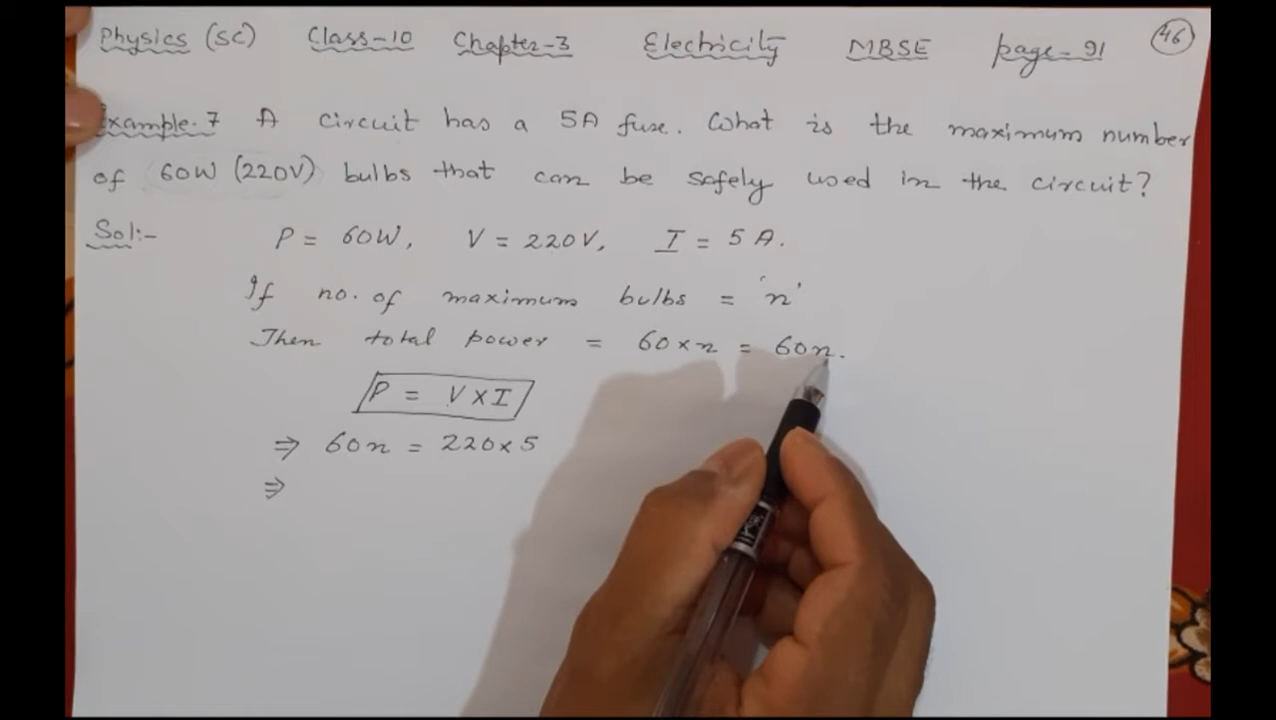 Physics (SC) Class-10 Chapter-3 Electricity MBSE page-91 46
Example.7 A circuit has a 5A fuse. What is the maximum number
of 60W (220V) bulbs that can be safely used in the circuit?
Sol:-
P = 60W, V = 220V, I = 5A.
If no. of maximum bulbs = 'n'
Then total power = 60×n = 60n.
P = V×I
⇒ 60n = 220×5
⇒